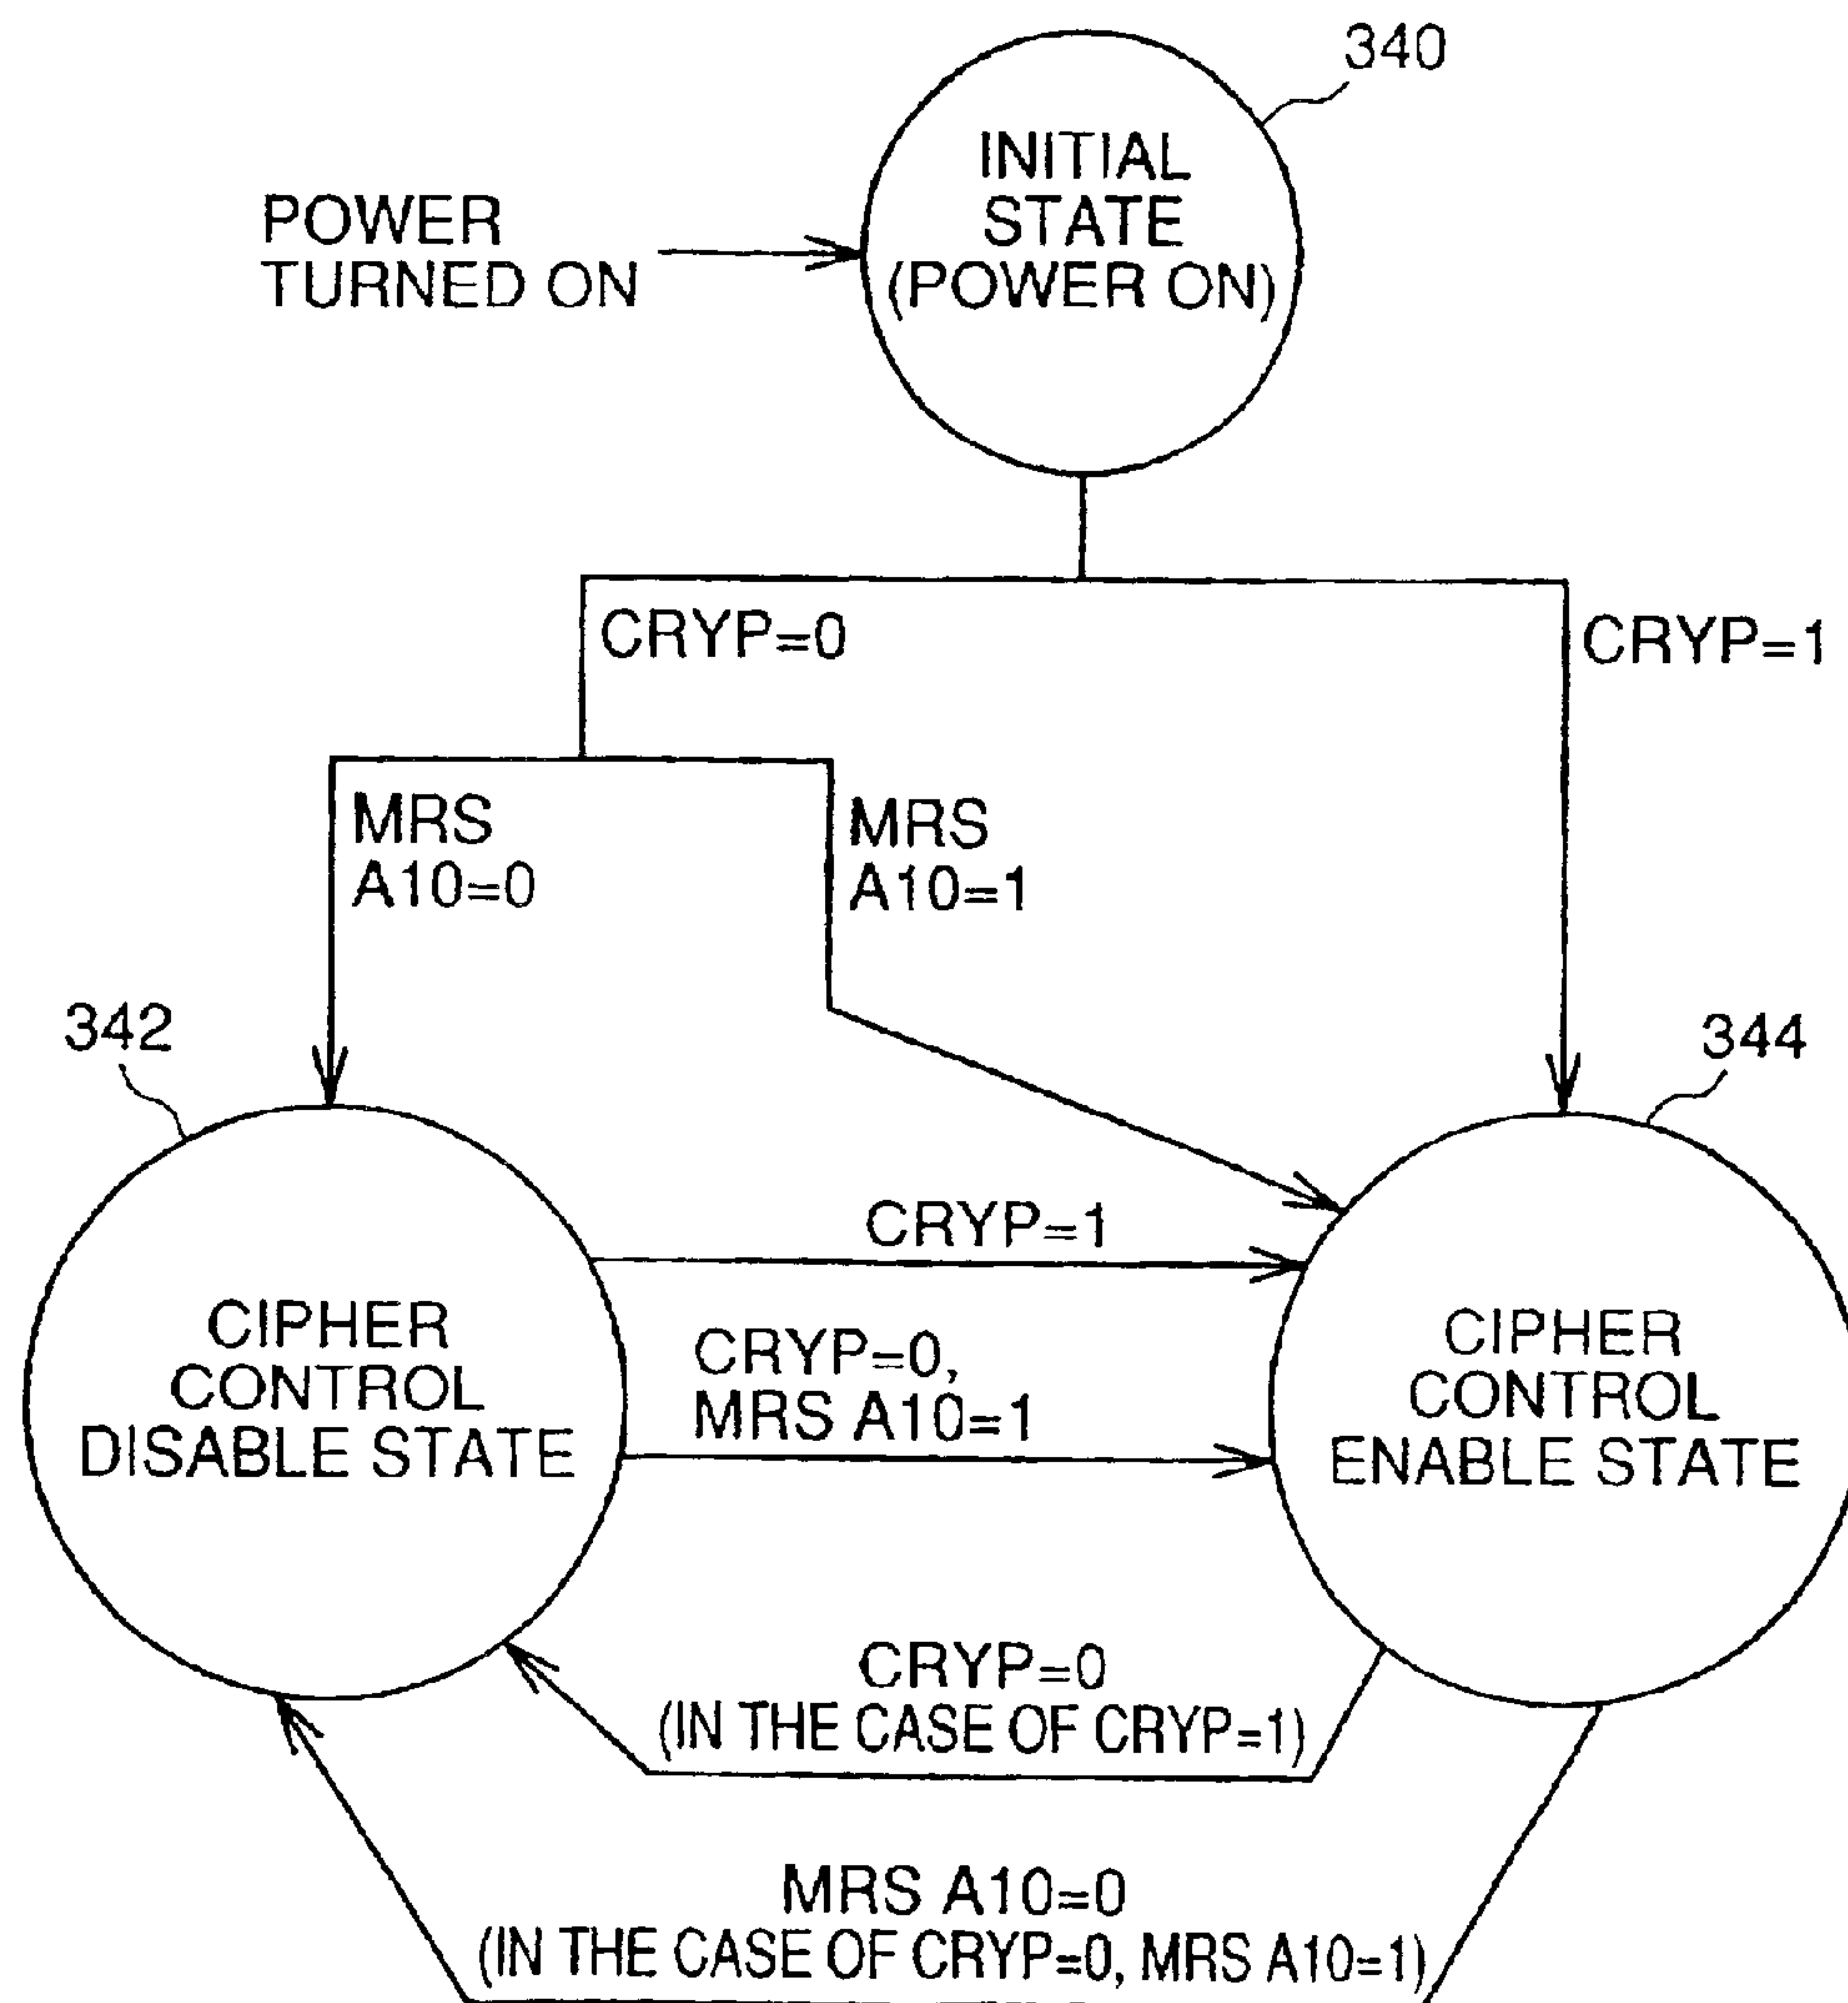 340
INITIAL
STATE
(POWER ON)
POWER
TURNED ON
CRYP=0
CRYP=1
MRS
A10=0
MRS
A10=1
342
344
CRYP=1
CIPHER
CONTROL
DISABLE STATE
CRYP=0,
MRS A10=1
CIPHER
CONTROL
ENABLE STATE
CRYP=0
(IN THE CASE OF CRYP=1)
MRS A10=0
(IN THE CASE OF CRYP=0, MRS A10=1)